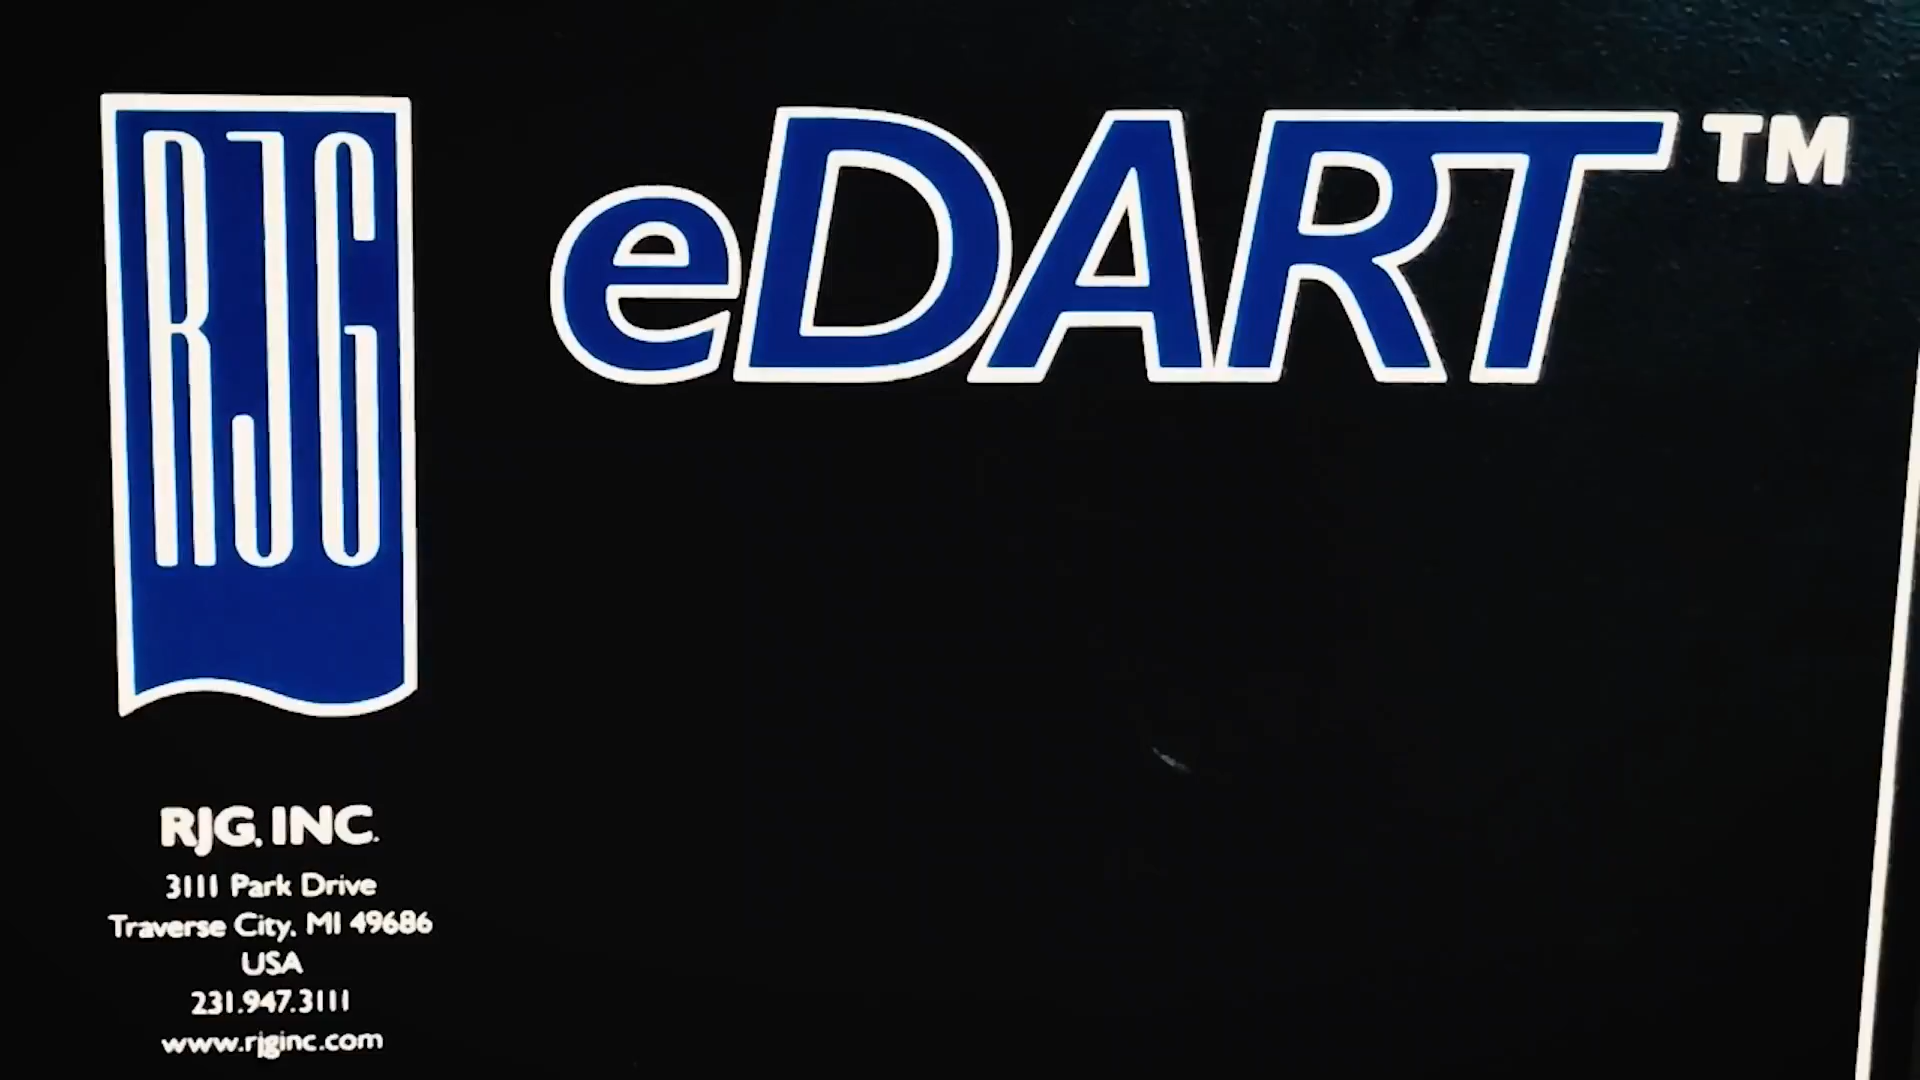 RJG
eDART™
RJG, INC.
3111 Park Drive
Traverse City, MI 49686
USA
231.947.3111
www.rjginc.com